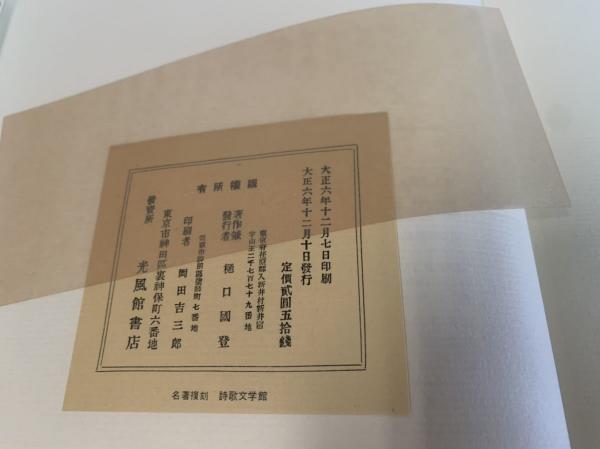 大正六年十二月七日印刷
大正六年十二月十日發行
定價貳圓五拾錢
著作兼
發行者
樋口國登
印刷者
岡田吉三郎
東京市神田區裏神保町六番地
發賣所
光風館書店
版權所有
名著複刻　詩歌文学館